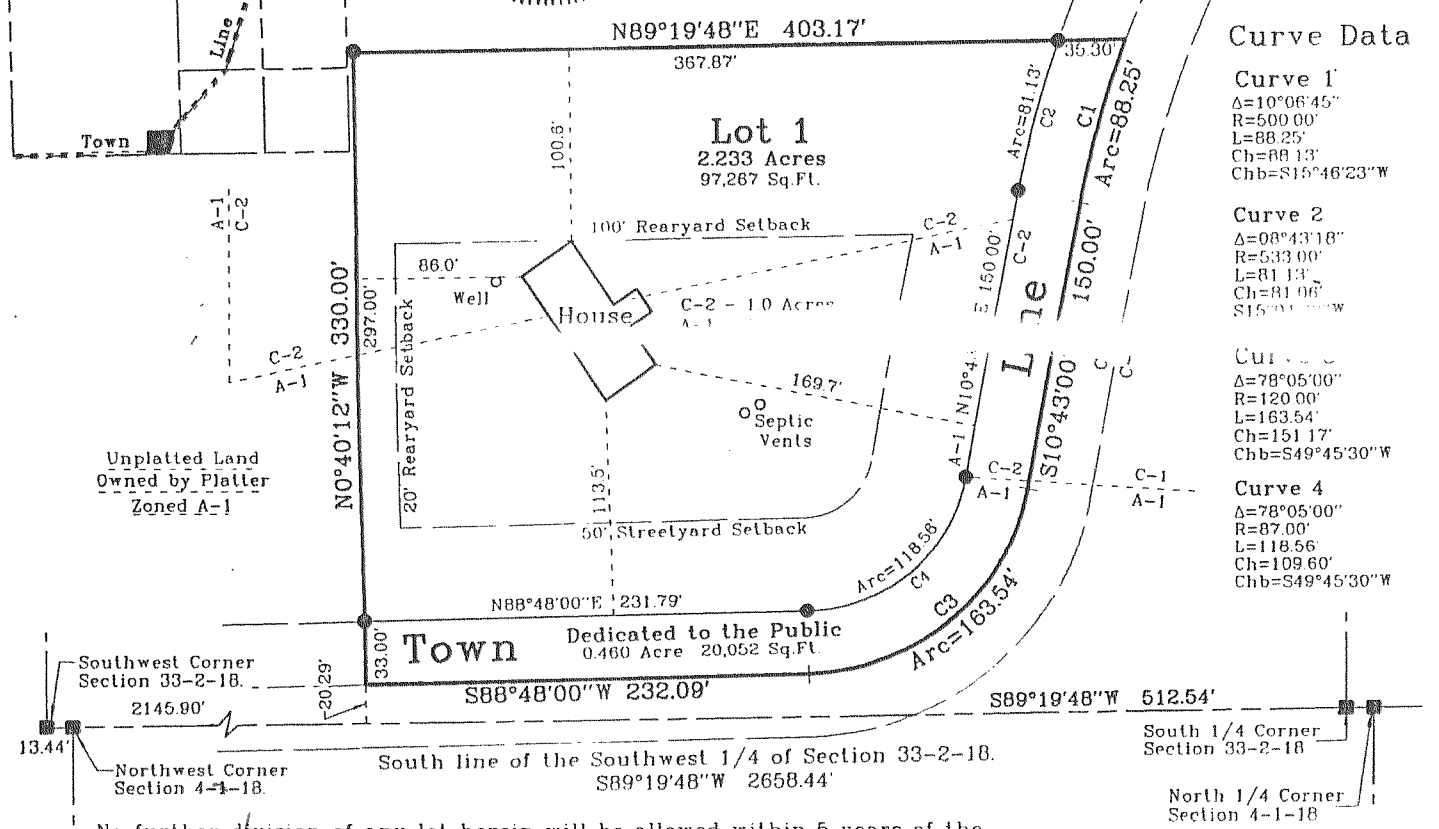 Line
Town
N89°19'48"E 403.17'
367.87'
35.30'
Lot 1
2.233 Acres
97,267 Sq.Ft.
100.6'
Arc=81.13'
C2
C1
Arc=88.25'
A-1
C-2
100' Rearyard Setback
C-2
A-1
86.0'
Well
House
C-2 - 1.0 Acres
A-1
N0°40'12"W 330.00'
297.00'
20' Rearyard Setback
C-2
A-1
E 150.00'
C-2
150.00'
S10°43'00"
169.7'
Septic
Vents
A-1
C-2
A-1
C-1
A-1
Unplatted Land
Owned by Platter
Zoned A-1
113.5'
50' Streetyard Setback
Arc=118.56'
C4
C3
Arc=163.54'
N88°48'00"E 231.79'
33.00'
Town
Dedicated to the Public
0.460 Acre 20,052 Sq.Ft.
S88°48'00"W 232.09'
20.29'
Southwest Corner
Section 33-2-18.
2145.90'
13.44'
Northwest Corner
Section 4-1-18.
S89°19'48"W 512.54'
South line of the Southwest 1/4 of Section 33-2-18.
S89°19'48"W 2658.44'
South 1/4 Corner
Section 33-2-18
North 1/4 Corner
Section 4-1-18
Curve Data
Curve 1
Δ=10°06'45"
R=500.00'
L=88.25'
Ch=88.13'
Chb=S15°46'23"W
Curve 2
Δ=08°43'18"
R=533.00'
L=81.13'
Ch=81.06'
Δ=78°05'00"
R=120.00'
L=163.54'
Ch=151.17'
Chb=S49°45'30"W
Curve 4
Δ=78°05'00"
R=87.00'
L=118.56'
Ch=109.60'
Chb=S49°45'30"W
No further division of any lot herein will be allowed within 5 years of the